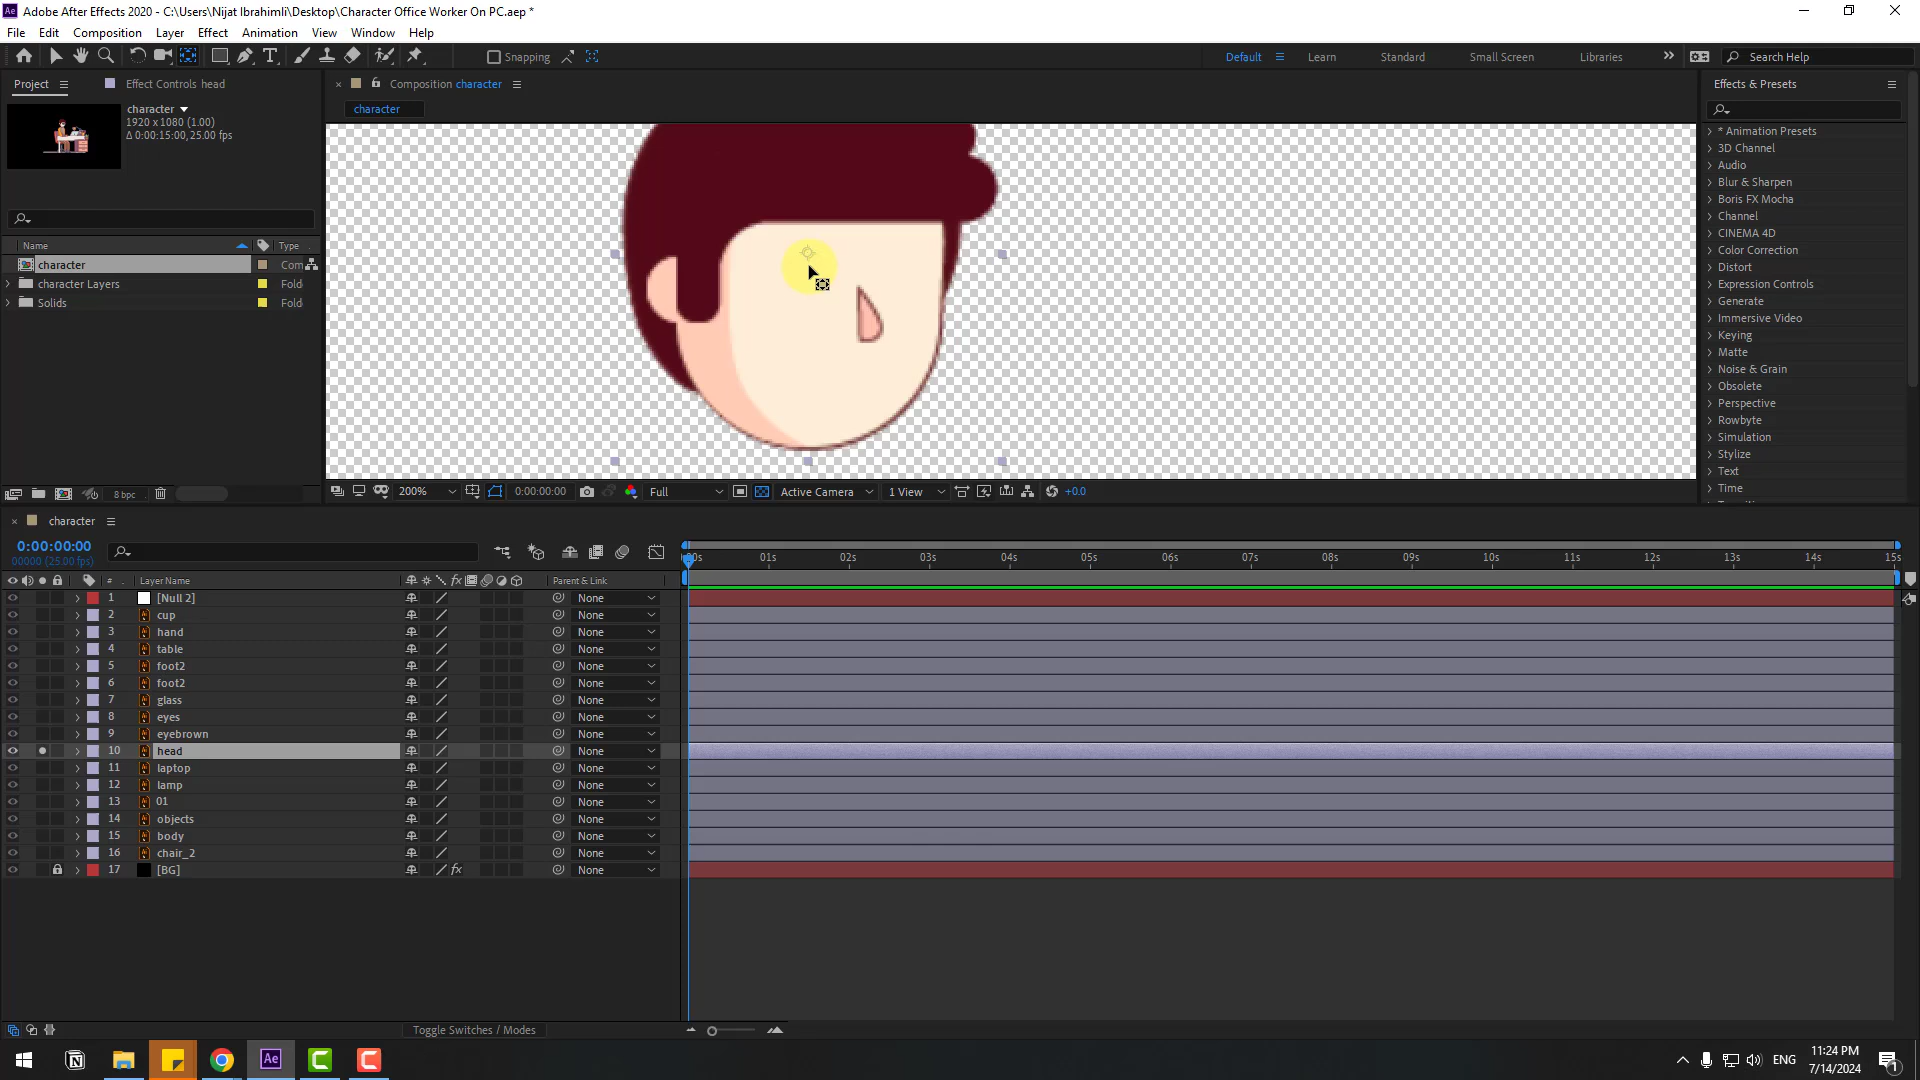 Adobe After Effects 2020 - C:\Users\Nijat Ibrahimli\Desktop\Character Office Worker On PC.aep *
File Edit Composition Layer Effect Animation View Window Help
Snapping Default Learn Standard Small Screen Libraries Search Help
Project Effect Controls head Composition character Effects & Presets
character
1920 x 1080 (1.00)
Δ 0:00:15:00, 25.00 fps
character
Name Type
character Com
character Layers Fold
Solids Fold
* Animation Presets
3D Channel
Audio
Blur & Sharpen
Boris FX Mocha
Channel
CINEMA 4D
Color Correction
Distort
Expression Controls
Generate
Immersive Video
Keying
Matte
Noise & Grain
Obsolete
Perspective
Rowbyte
Simulation
Stylize
Text
Time
8 bpc 200% 0:00:00:00 Full Active Camera 1 View +0.0
character
0:00:00:00
00000 (25.00 fps)
01s 02s 03s 04s 05s 06s 07s 08s 09s 10s 11s 12s 13s 14s 15s
# Layer Name fx Parent & Link
1 [Null 2] None
2 cup None
3 hand None
4 table None
5 foot2 None
6 foot2 None
7 glass None
8 eyes None
9 eyebrown None
10 head None
11 laptop None
12 lamp None
13 01 None
14 objects None
15 body None
16 chair_2 None
17 [BG] fx None
Toggle Switches / Modes
Ae ENG 11:24 PM
7/14/2024